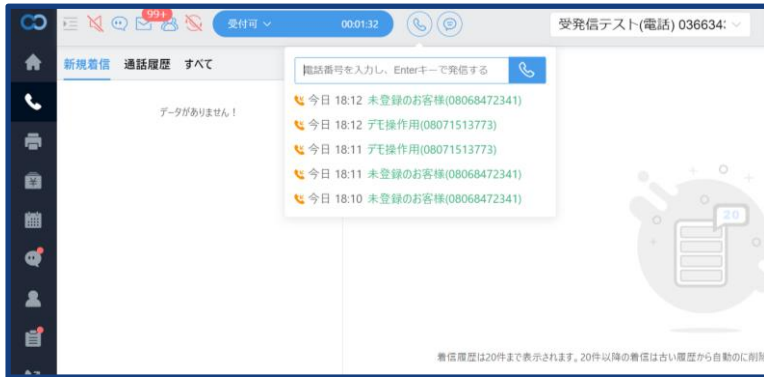 99+
受付可 00:01:32
受発信テスト(電話) 036634
新規着信 通話履歴 すべて
電話番号を入力し、Enterキーで発信する
データがありません！
今日 18:12 未登録のお客様(08068472341)
今日 18:12 デモ操作用(08071513773)
今日 18:11 デモ操作用(08071513773)
今日 18:11 未登録のお客様(08068472341)
今日 18:10 未登録のお客様(08068472341)
20
着信履歴は20件まで表示されます。20件以降の着信は古い履歴から自動的に削除